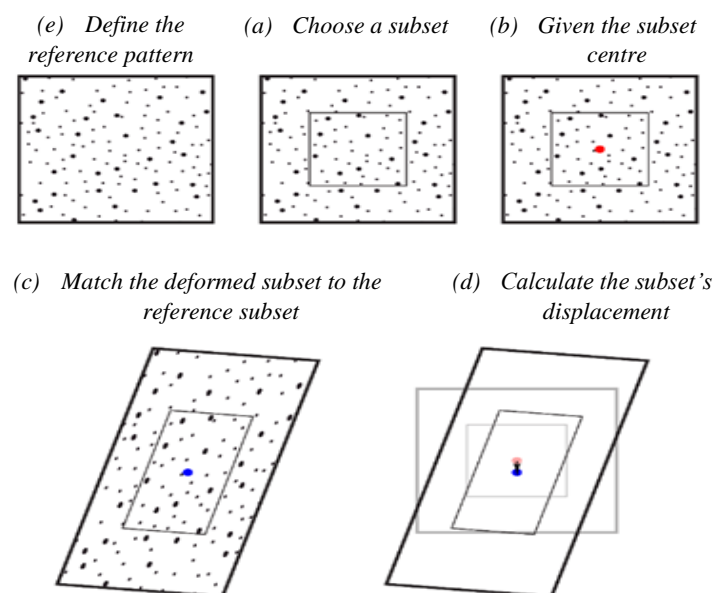 (e) Define the
reference pattern
(a) Choose a subset
(b) Given the subset
centre
(c) Match the deformed subset to the
reference subset
(d) Calculate the subset's
displacement